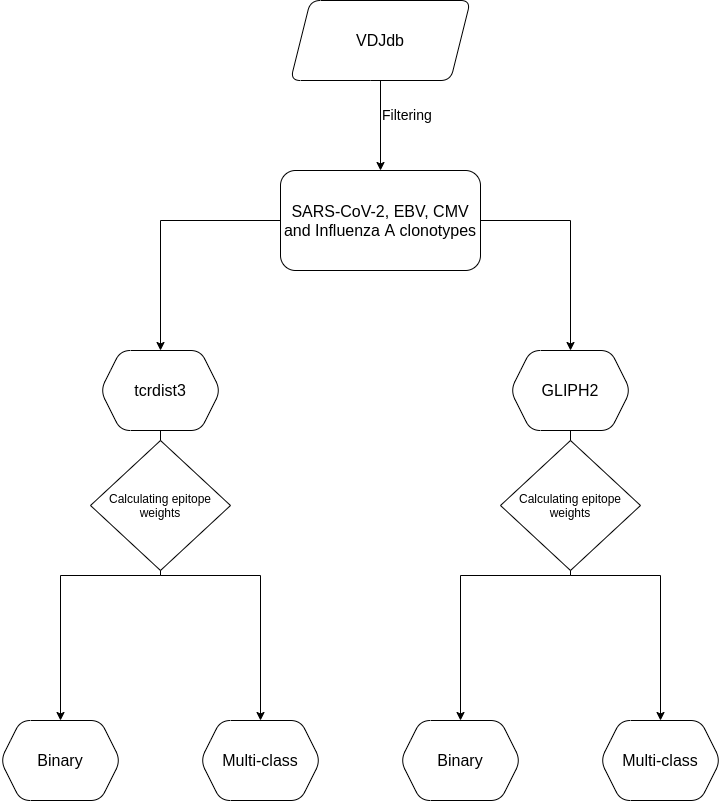 VDJdb
Filtering
SARS-CoV-2, EBV, CMV
and Influenza A clonotypes
tcrdist3
GLIPH2
Calculating epitope
weights
Calculating epitope
weights
Binary
Multi-class
Binary
Multi-class